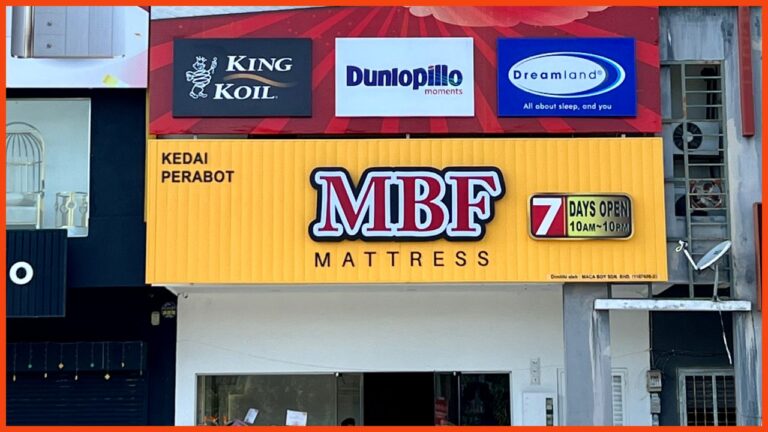 KING
KOIL
Dunlopillo
moments
Dreamland®
All about sleep, and you
KEDAI
PERABOT
MBF
MATTRESS
7 DAYS OPEN
10AM~10PM
O